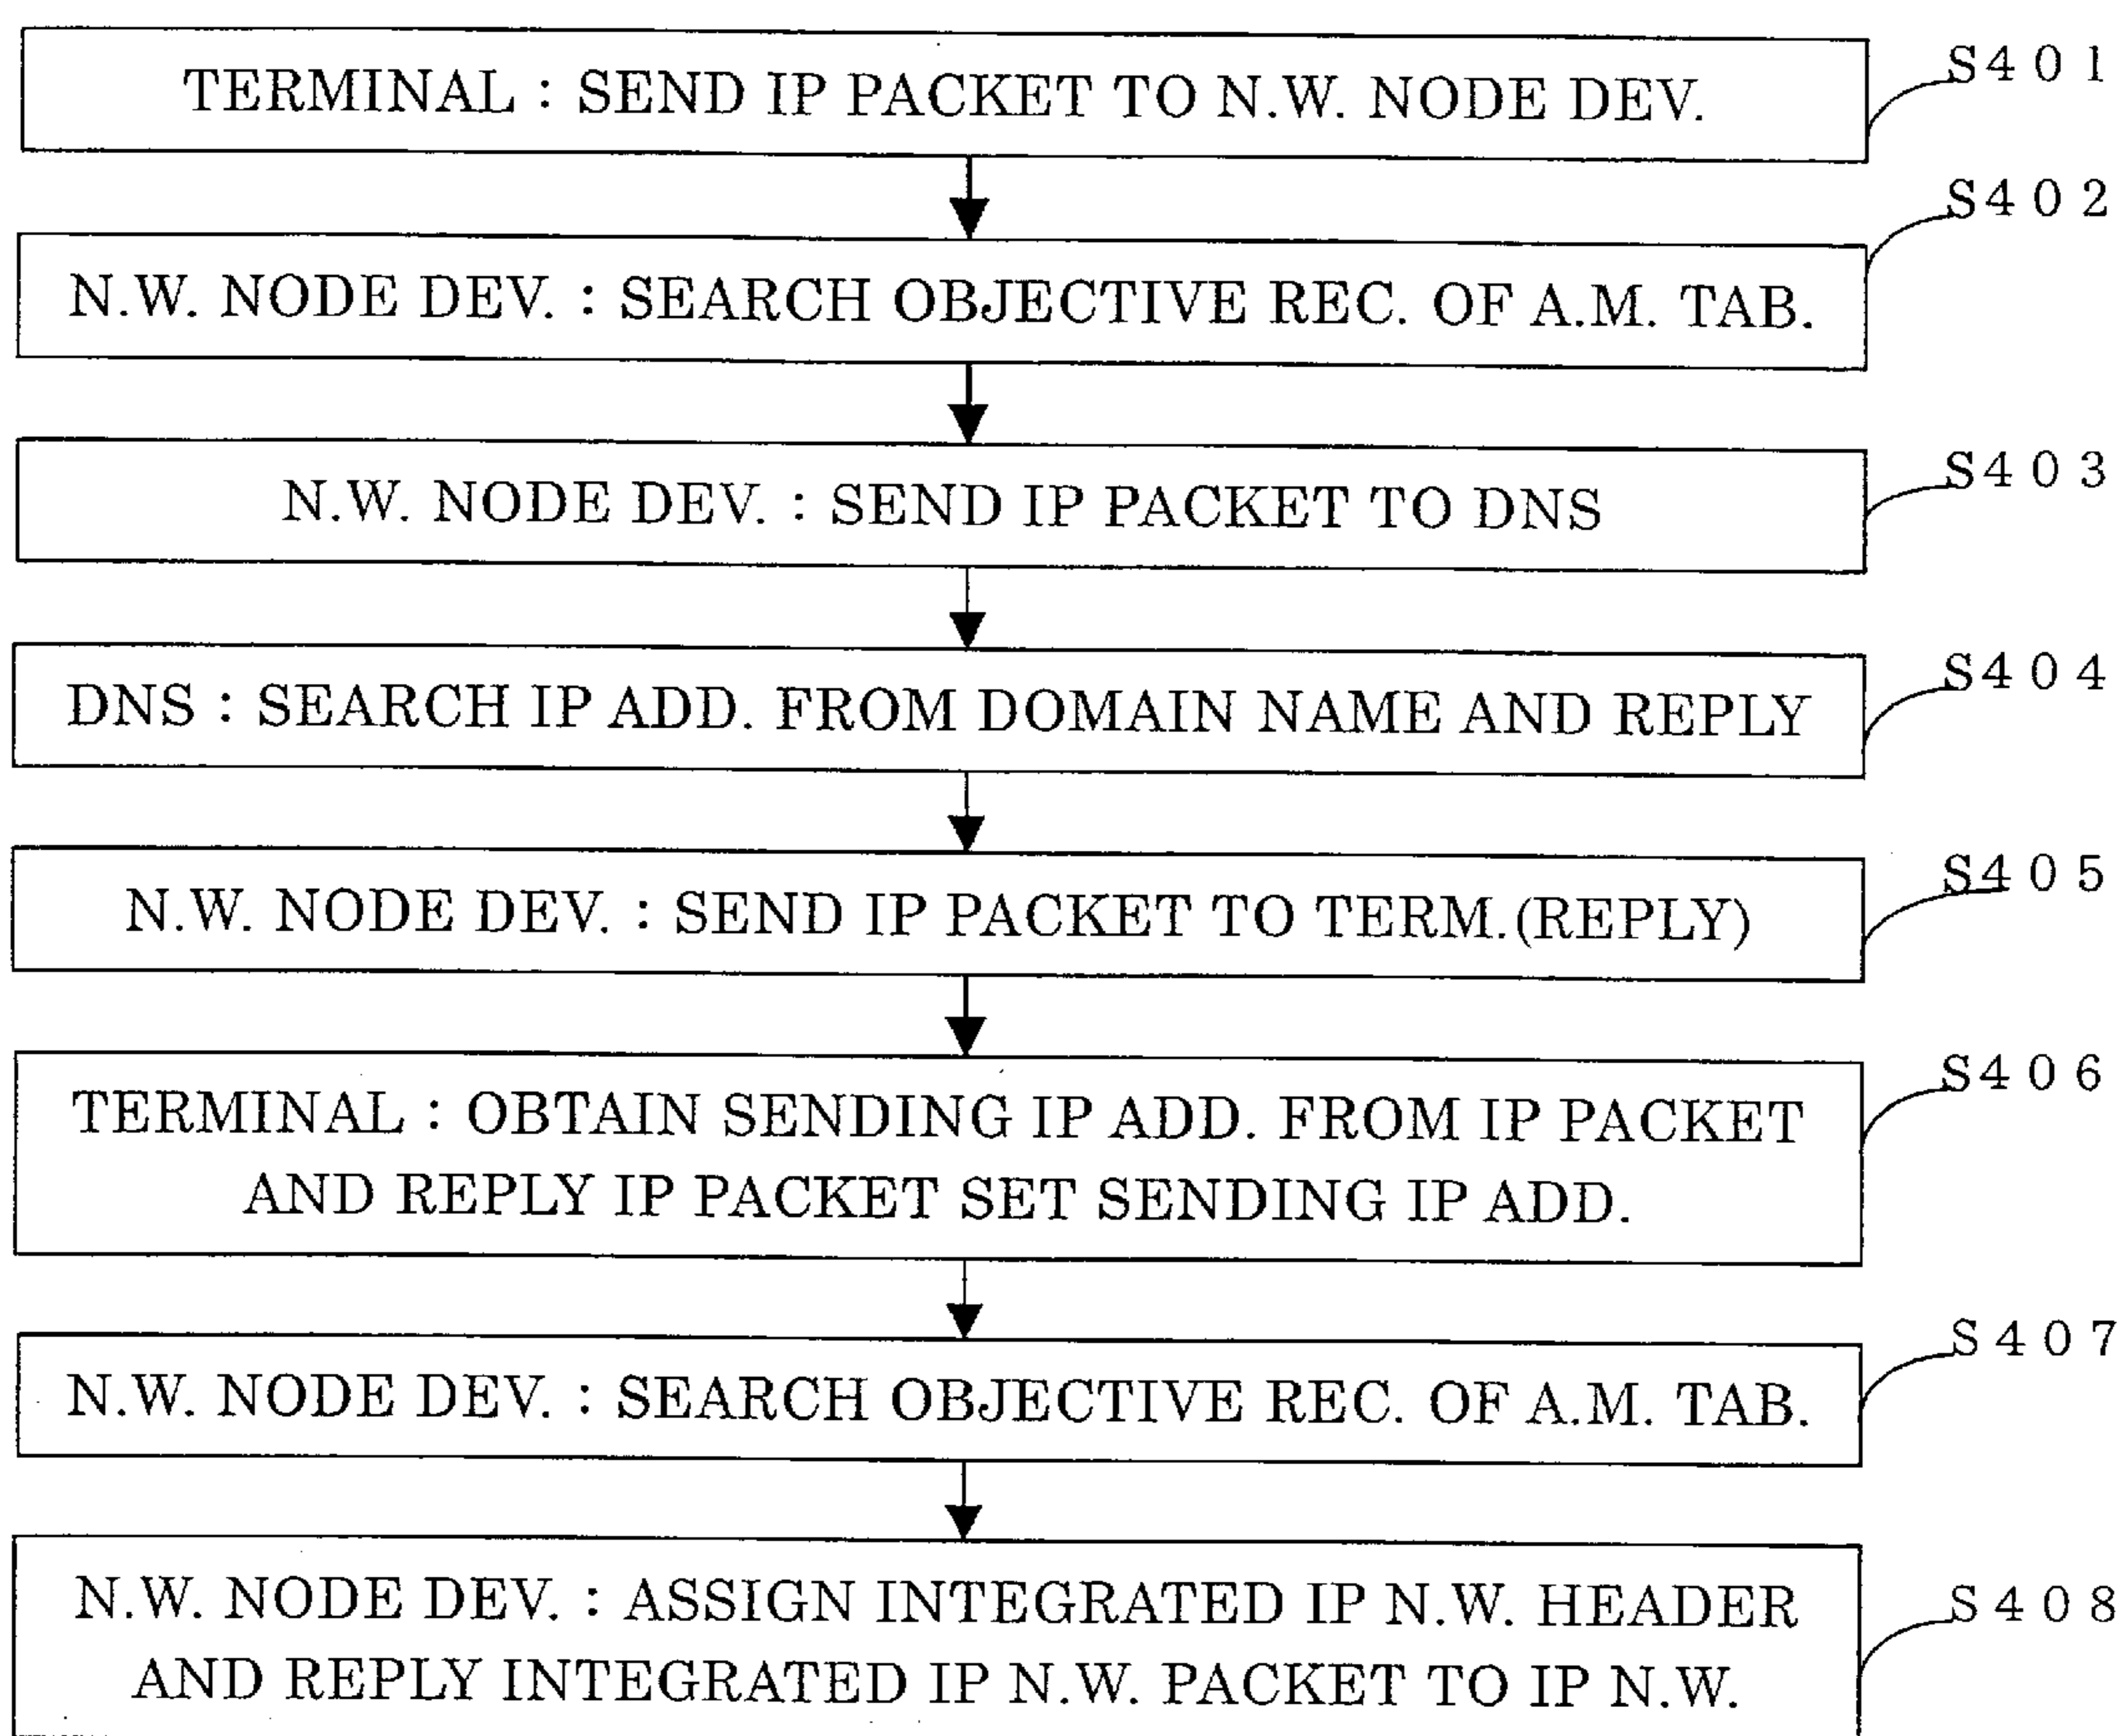 TERMINAL : SEND IP PACKET TO N.W. NODE DEV.
S401
N.W. NODE DEV. : SEARCH OBJECTIVE REC. OF A.M. TAB.
S402
N.W. NODE DEV. : SEND IP PACKET TO DNS
S403
DNS : SEARCH IP ADD. FROM DOMAIN NAME AND REPLY
S404
N.W. NODE DEV. : SEND IP PACKET TO TERM.(REPLY)
S405
TERMINAL : OBTAIN SENDING IP ADD. FROM IP PACKET
AND REPLY IP PACKET SET SENDING IP ADD.
S406
N.W. NODE DEV. : SEARCH OBJECTIVE REC. OF A.M. TAB.
S407
N.W. NODE DEV. : ASSIGN INTEGRATED IP N.W. HEADER
AND REPLY INTEGRATED IP N.W. PACKET TO IP N.W.
S408